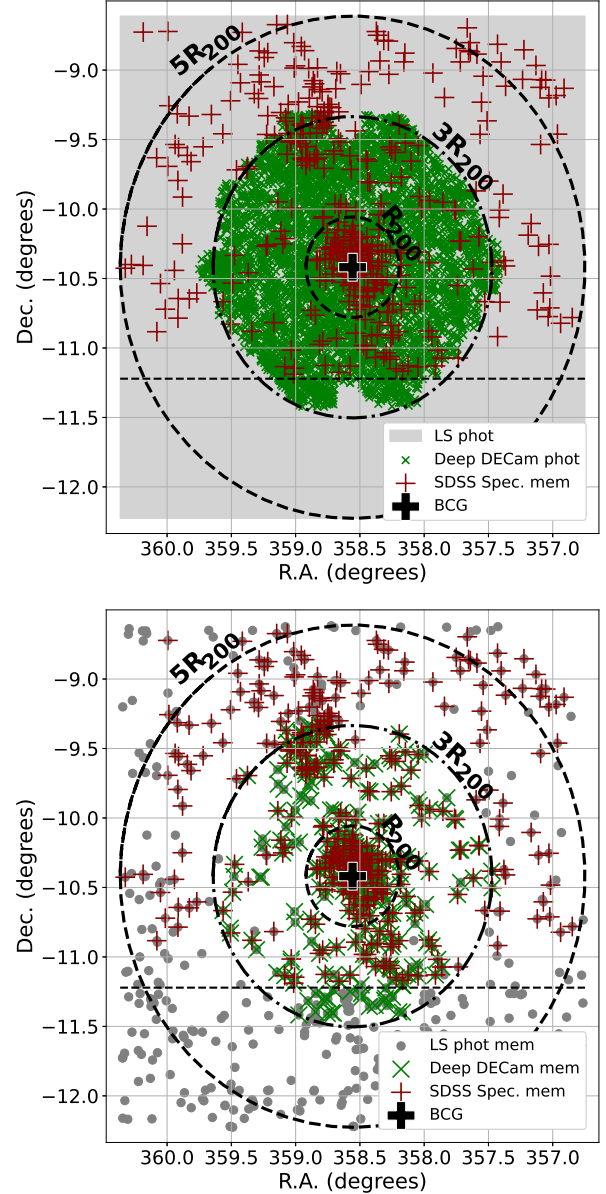 5R200
3R200
R200
−9.0
−9.5
−10.0
−10.5
−11.0
−11.5
−12.0
Dec. (degrees)
LS phot
Deep DECam phot
SDSS Spec. mem
BCG
360.0 359.5 359.0 358.5 358.0 357.5 357.0
R.A. (degrees)
5R200
3R200
R200
−9.0
−9.5
−10.0
−10.5
−11.0
−11.5
−12.0
Dec. (degrees)
LS phot mem
Deep DECam mem
SDSS Spec. mem
BCG
360.0 359.5 359.0 358.5 358.0 357.5 357.0
R.A. (degrees)